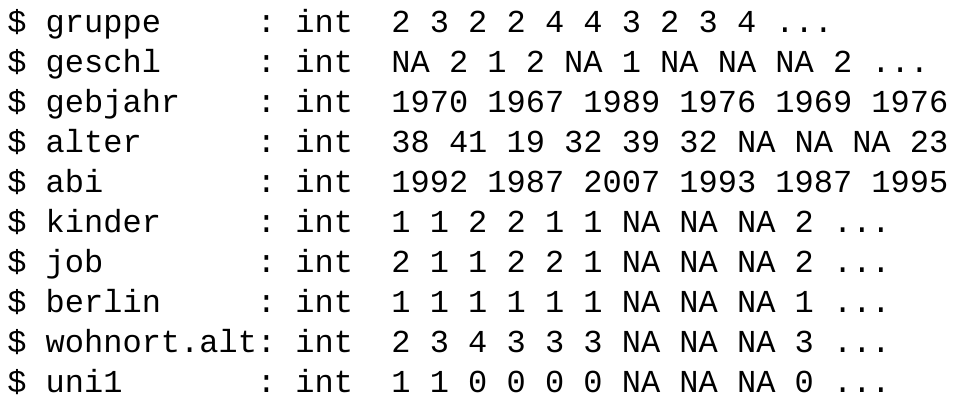 $ gruppe     : int  2 3 2 2 4 4 3 2 3 4 ...
$ geschl     : int  NA 2 1 2 NA 1 NA NA NA 2 ...
$ gebjahr    : int  1970 1967 1989 1976 1969 1976
$ alter      : int  38 41 19 32 39 32 NA NA NA 23
$ abi        : int  1992 1987 2007 1993 1987 1995
$ kinder     : int  1 1 2 2 1 1 NA NA NA 2 ...
$ job        : int  2 1 1 2 2 1 NA NA NA 2 ...
$ berlin     : int  1 1 1 1 1 1 NA NA NA 1 ...
$ wohnort.alt: int  2 3 4 3 3 3 NA NA NA 3 ...
$ uni1       : int  1 1 0 0 0 0 NA NA NA 0 ...